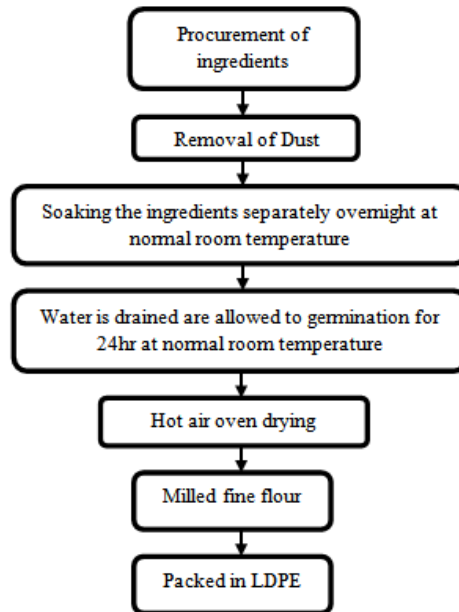 Procurement of
ingredients
Removal of Dust
Soaking the ingredients separately overnight at
normal room temperature
Water is drained are allowed to germination for
24hr at normal room temperature
Hot air oven drying
Milled fine flour
Packed in LDPE